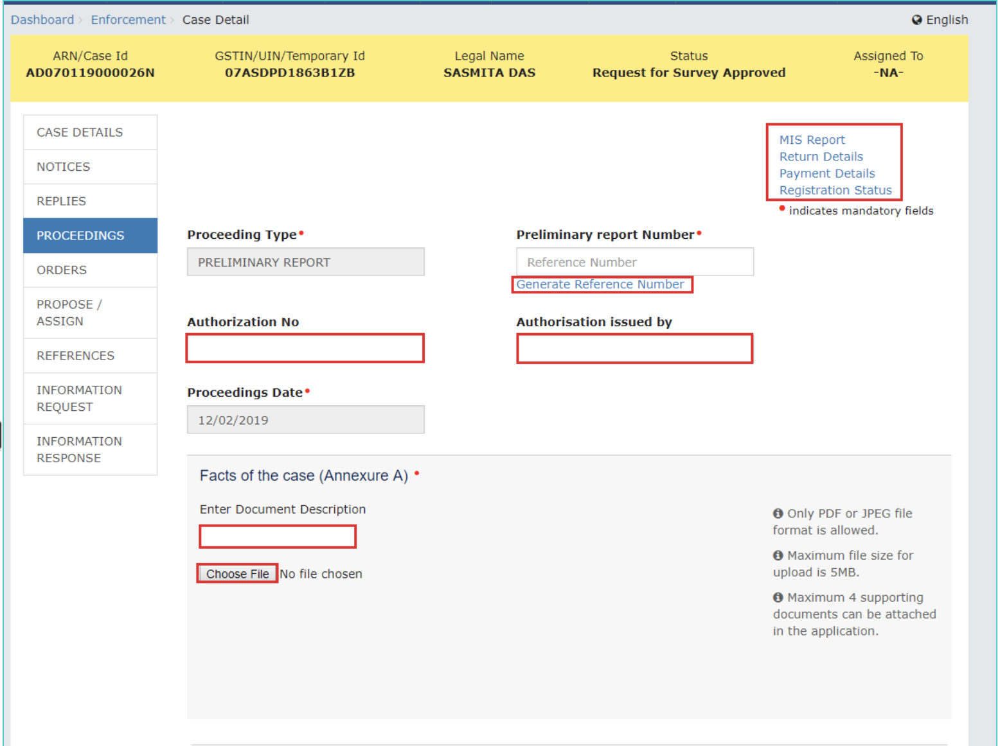 Dashboard > Enforcement > Case Detail
English
ARN/Case Id
AD070119000026N
GSTIN/UIN/Temporary Id
07ASDPD1863B1ZB
Legal Name
SASMITA DAS
Status
Request for Survey Approved
Assigned To
-NA-
CASE DETAILS
NOTICES
REPLIES
PROCEEDINGS
ORDERS
PROPOSE /
ASSIGN
REFERENCES
INFORMATION
REQUEST
INFORMATION
RESPONSE
MIS Report
Return Details
Payment Details
Registration Status
• indicates mandatory fields
Proceeding Type•
PRELIMINARY REPORT
Preliminary report Number•
Reference Number
Generate Reference Number
Authorization No
Authorisation issued by
Proceedings Date•
12/02/2019
Facts of the case (Annexure A) •
Enter Document Description
Choose File No file chosen
Only PDF or JPEG file
format is allowed.
Maximum file size for
upload is 5MB.
Maximum 4 supporting
documents can be attached
in the application.